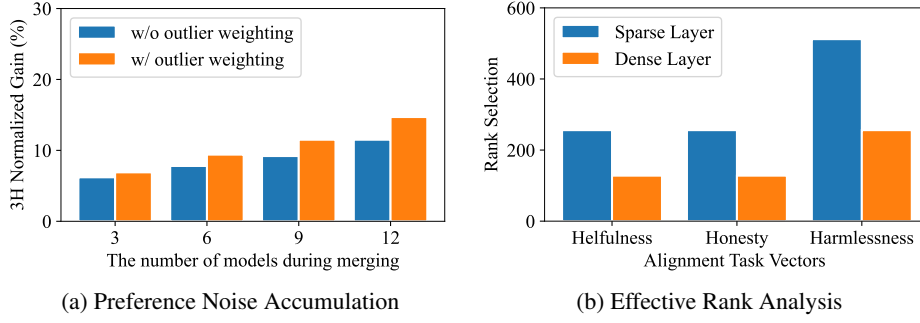 30
20
10
0
3H Normalized Gain (%)
w/o outlier weighting
w/ outlier weighting
3 6 9 12
The number of models during merging
(a) Preference Noise Accumulation
600
400
200
0
Rank Selection
Sparse Layer
Dense Layer
Helfulness Honesty Harmlessness
Alignment Task Vectors
(b) Effective Rank Analysis